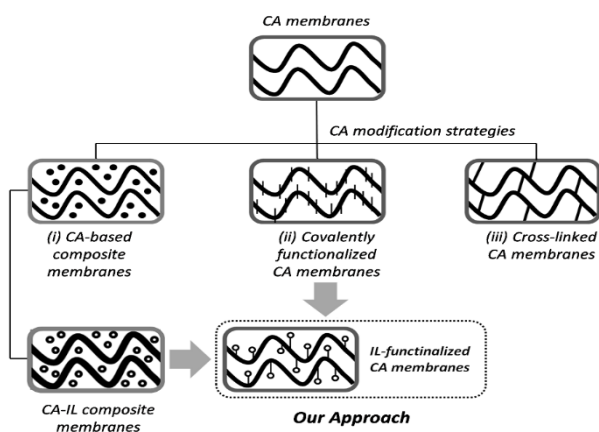 CA membranes
CA modification strategies
(i) CA-based
composite
membranes
(ii) Covalently
functionalized
CA membranes
(iii) Cross-linked
CA membranes
IL-functinalized
CA membranes
CA-IL composite
membranes
Our Approach